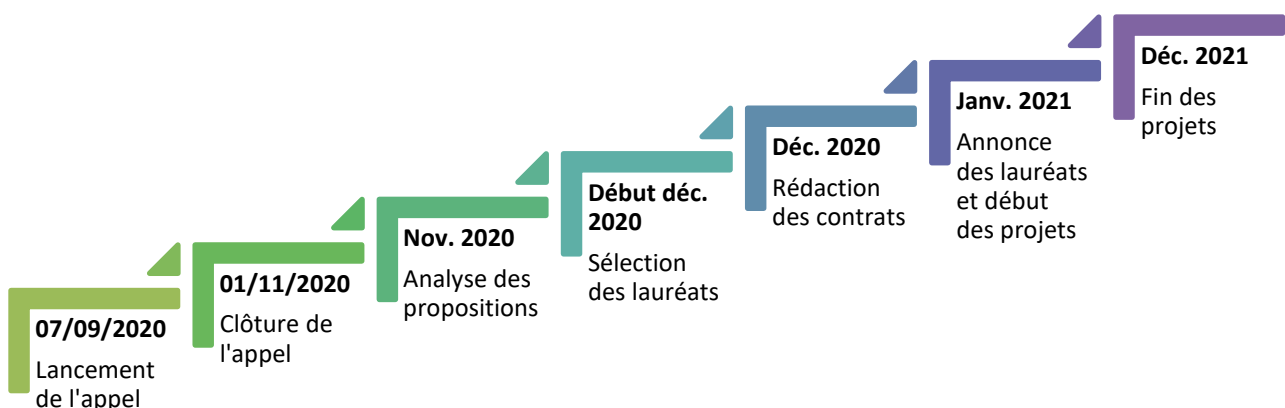 07/09/2020
Lancement
de l'appel
01/11/2020
Clôture de
l'appel
Nov. 2020
Analyse des
propositions
Début déc.
2020
Sélection
des lauréats
Déc. 2020
Rédaction
des contrats
Janv. 2021
Annonce
des lauréats
et début
des projets
Déc. 2021
Fin des
projets